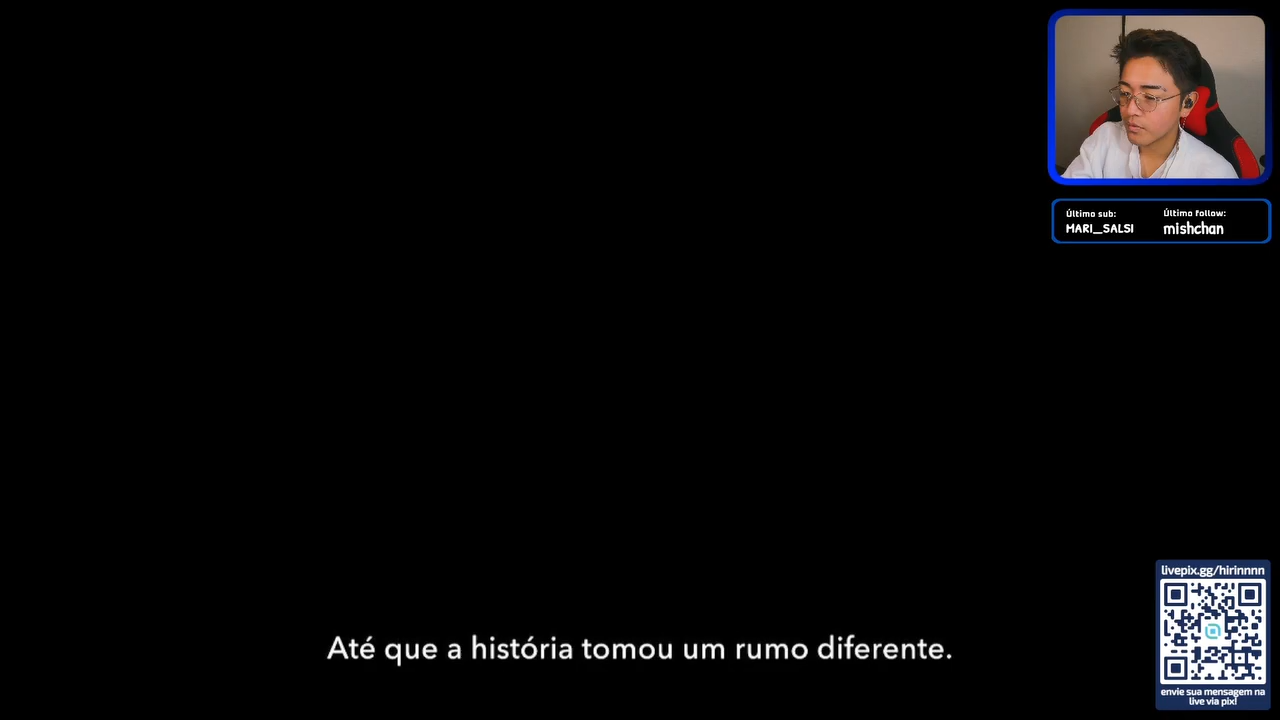 Último sub:
MARI_SALSI
Último follow:
mishchan
livepix.gg/hirinnnn
envie sua mensagem na
live via pix!
Até que a história tomou um rumo diferente.